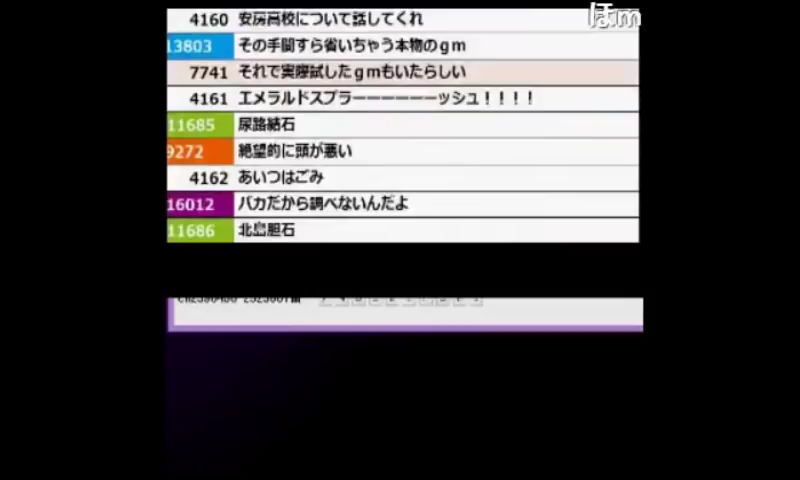 ほm
4160 安房高校について話してくれ
13803 その手間すら省いちゃう本物のｇｍ
7741 それで実際試したｇｍもいたらしい
4161 エメラルドスプラーーーーーーーッシュ！！！！
11685 尿路結石
9272 絶望的に頭が悪い
4162 あいつはごみ
16012 バカだから調べないんだよ
11686 北島胆石